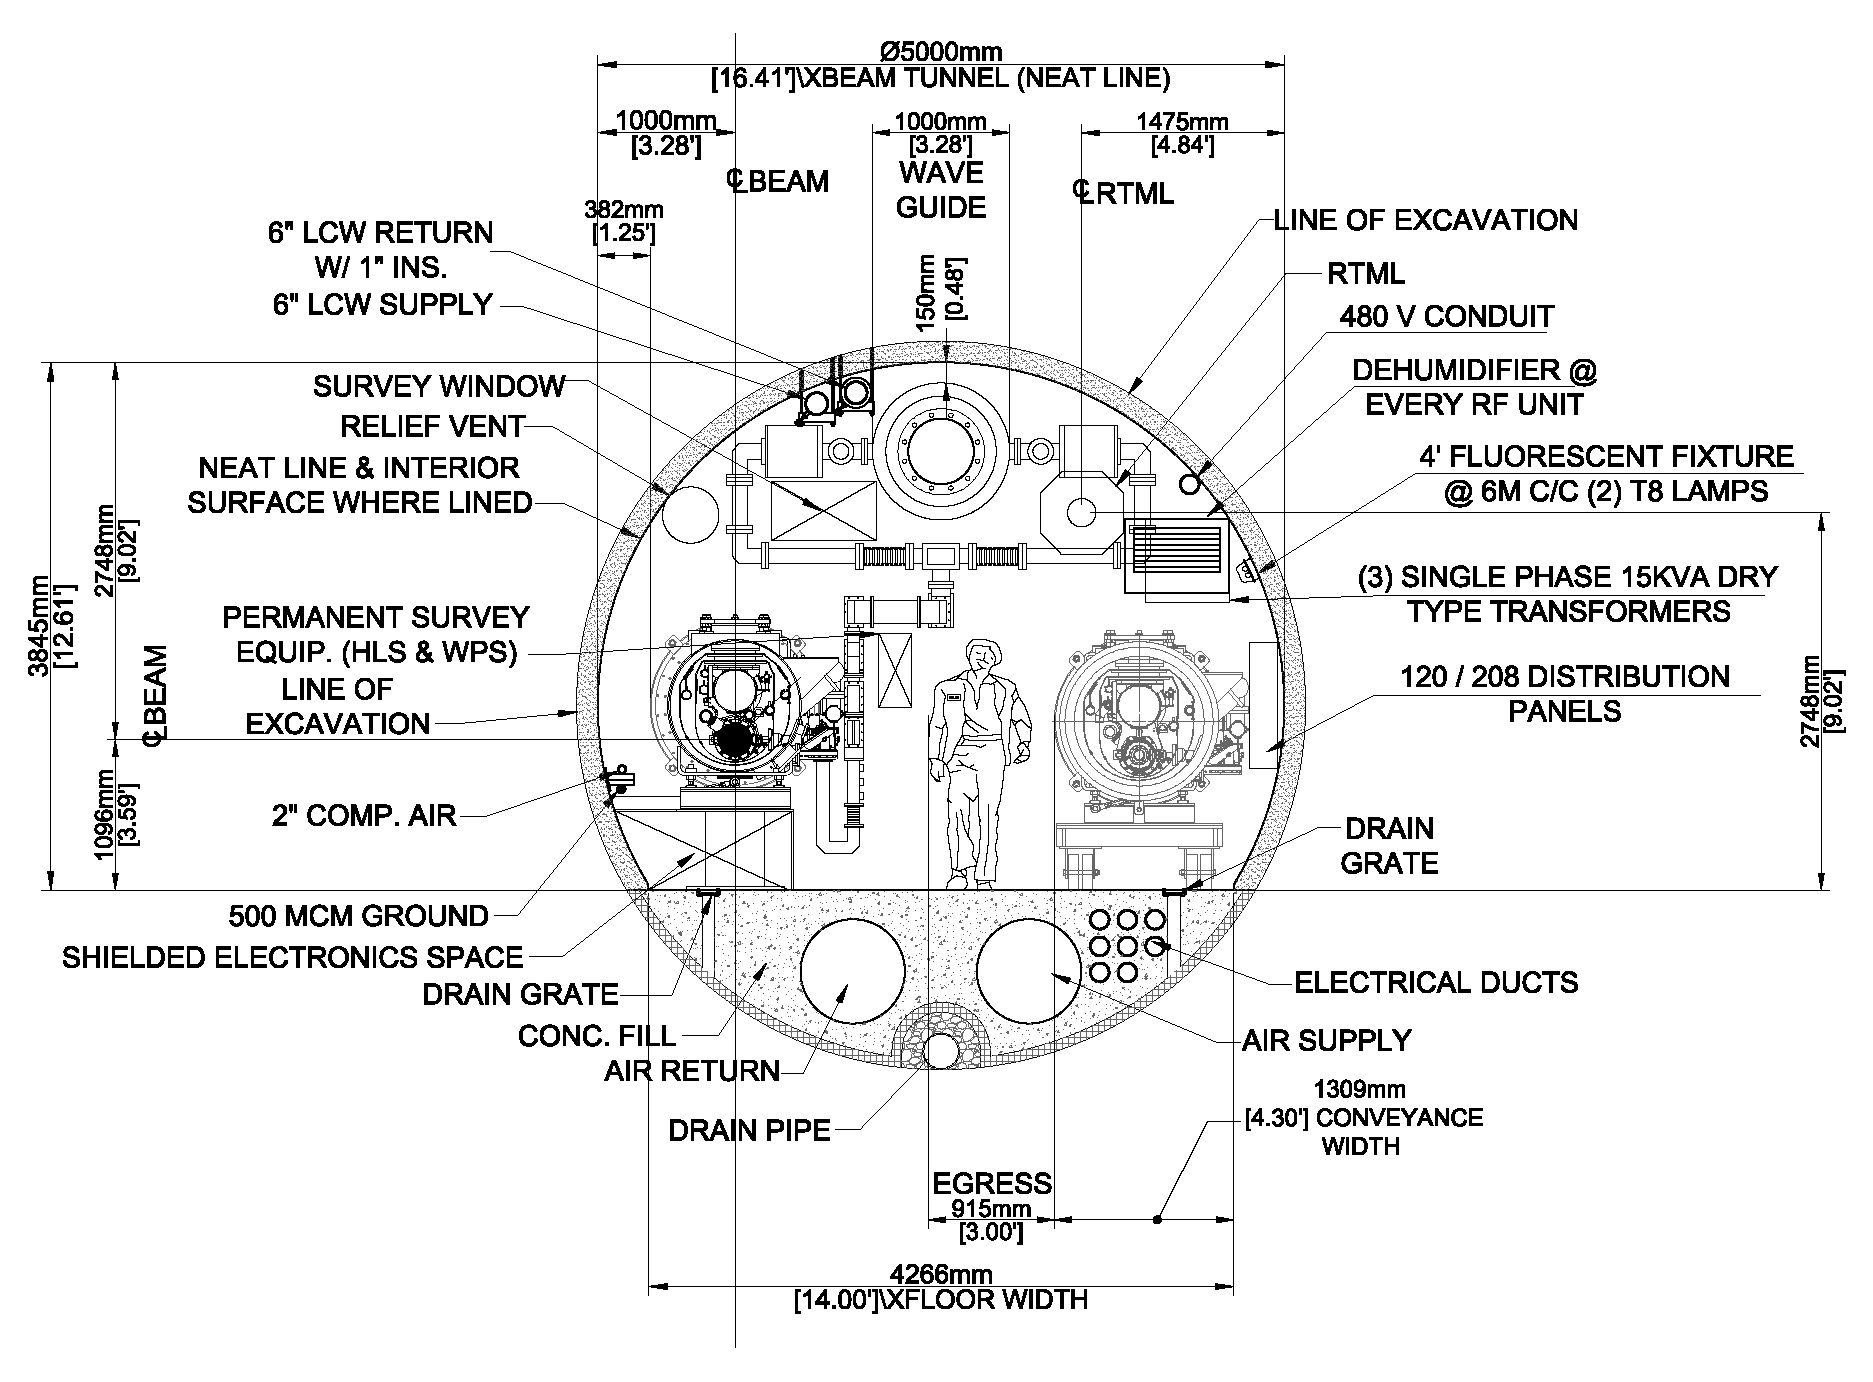 Ø5000mm
[16.41']\XBEAM TUNNEL (NEAT LINE)
1000mm
[3.28']
1000mm
[3.28']
WAVE
GUIDE
1475mm
[4.84']
℄ BEAM
℄ RTML
382mm
[1.25']
6" LCW RETURN
W/ 1" INS.
6" LCW SUPPLY
150mm
[0.48']
LINE OF EXCAVATION
RTML
480 V CONDUIT
DEHUMIDIFIER @
EVERY RF UNIT
4' FLUORESCENT FIXTURE
@ 6M C/C (2) T8 LAMPS
(3) SINGLE PHASE 15KVA DRY
TYPE TRANSFORMERS
120 / 208 DISTRIBUTION
PANELS
2748mm
[9.02']
SURVEY WINDOW
RELIEF VENT
NEAT LINE & INTERIOR
SURFACE WHERE LINED
PERMANENT SURVEY
EQUIP. (HLS & WPS)
LINE OF
EXCAVATION
3845mm
[12.61']
2748mm
[9.02']
℄ BEAM
1096mm
[3.59']
2" COMP. AIR
500 MCM GROUND
SHIELDED ELECTRONICS SPACE
DRAIN GRATE
CONC. FILL
AIR RETURN
DRAIN PIPE
DRAIN
GRATE
ELECTRICAL DUCTS
AIR SUPPLY
1309mm
[4.30'] CONVEYANCE
WIDTH
EGRESS
915mm
[3.00']
4266mm
[14.00']\XFLOOR WIDTH